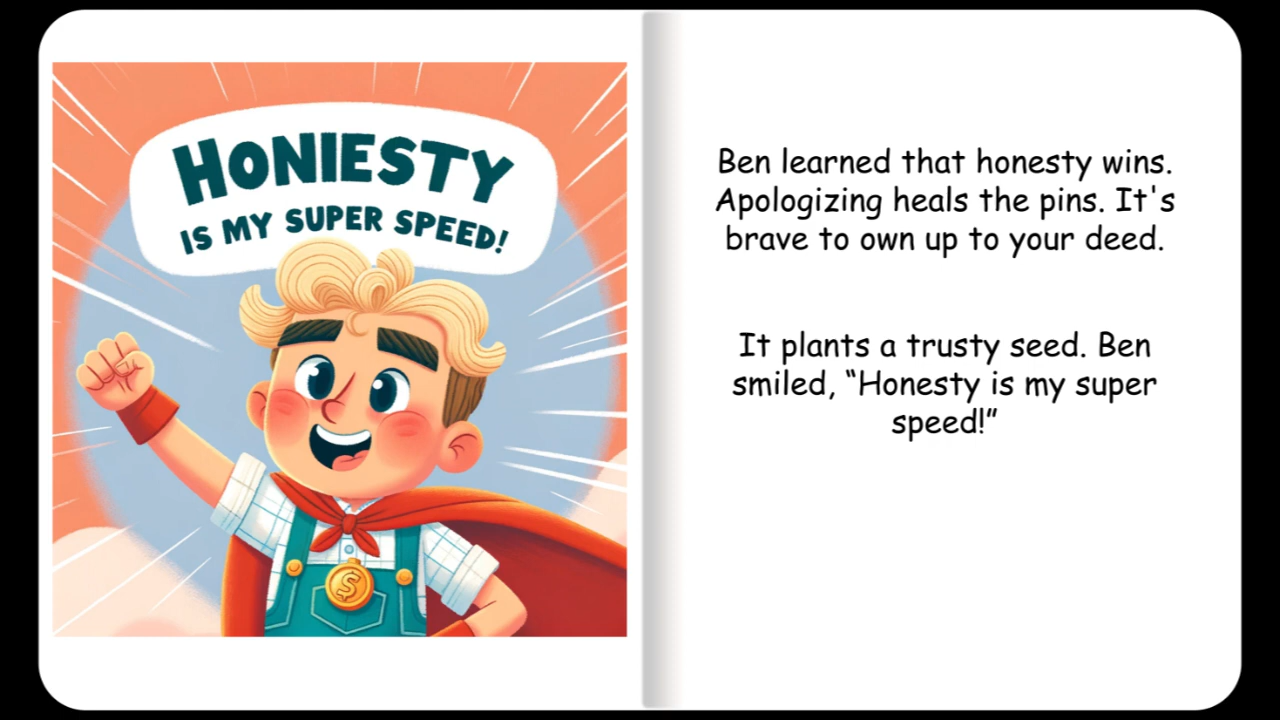 HONIESTY
IS MY SUPER SPEED!
$
Ben learned that honesty wins.
Apologizing heals the pins. It's
brave to own up to your deed.
It plants a trusty seed. Ben
smiled, “Honesty is my super
speed!”